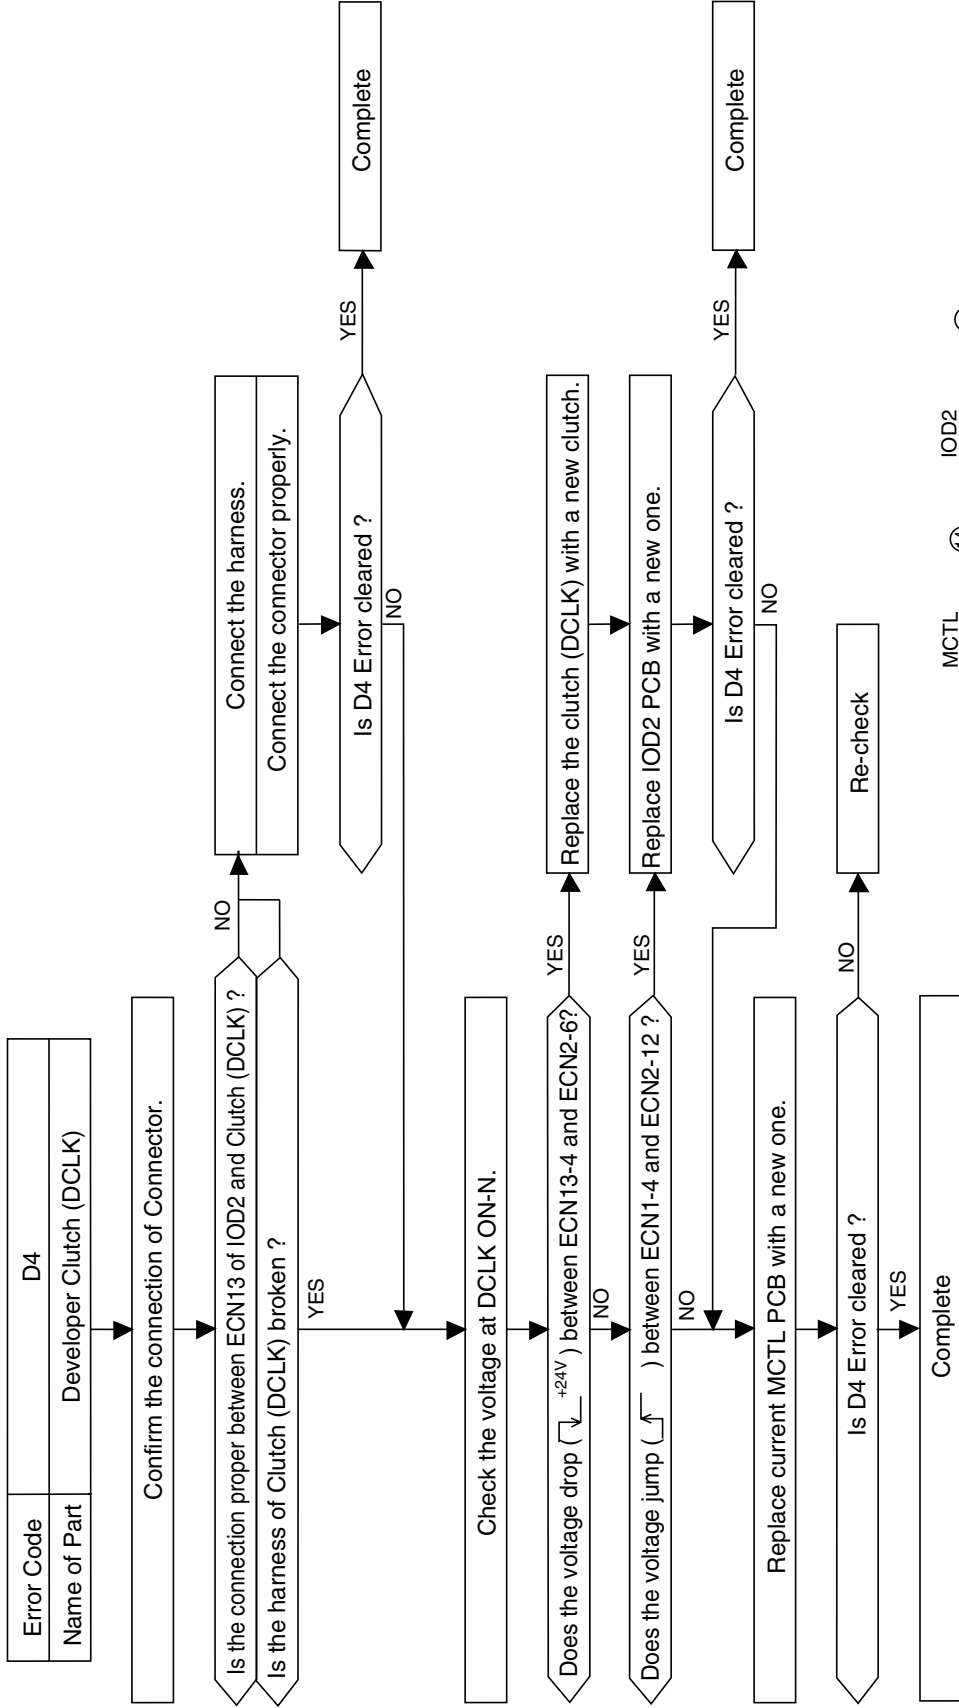 Error Code
D4
Name of Part
Developer Clutch (DCLK)
Confirm the connection of Connector.
Is the connection proper between ECN13 of IOD2 and Clutch (DCLK) ?
Is the harness of Clutch (DCLK) broken ?
NO
YES
Connect the harness.
Connect the connector properly.
Is D4 Error cleared ?
YES
Complete
NO
Check the voltage at DCLK ON-N.
Does the voltage drop ( +24V ) between ECN13-4 and ECN2-6?
YES
Replace the clutch (DCLK) with a new clutch.
NO
Does the voltage jump ( ) between ECN1-4 and ECN2-12 ?
YES
Replace IOD2 PCB with a new one.
NO
Is D4 Error cleared ?
YES
Complete
NO
Replace current MCTL PCB with a new one.
Is D4 Error cleared ?
NO
Re-check
YES
Complete
MCTL
IOD2